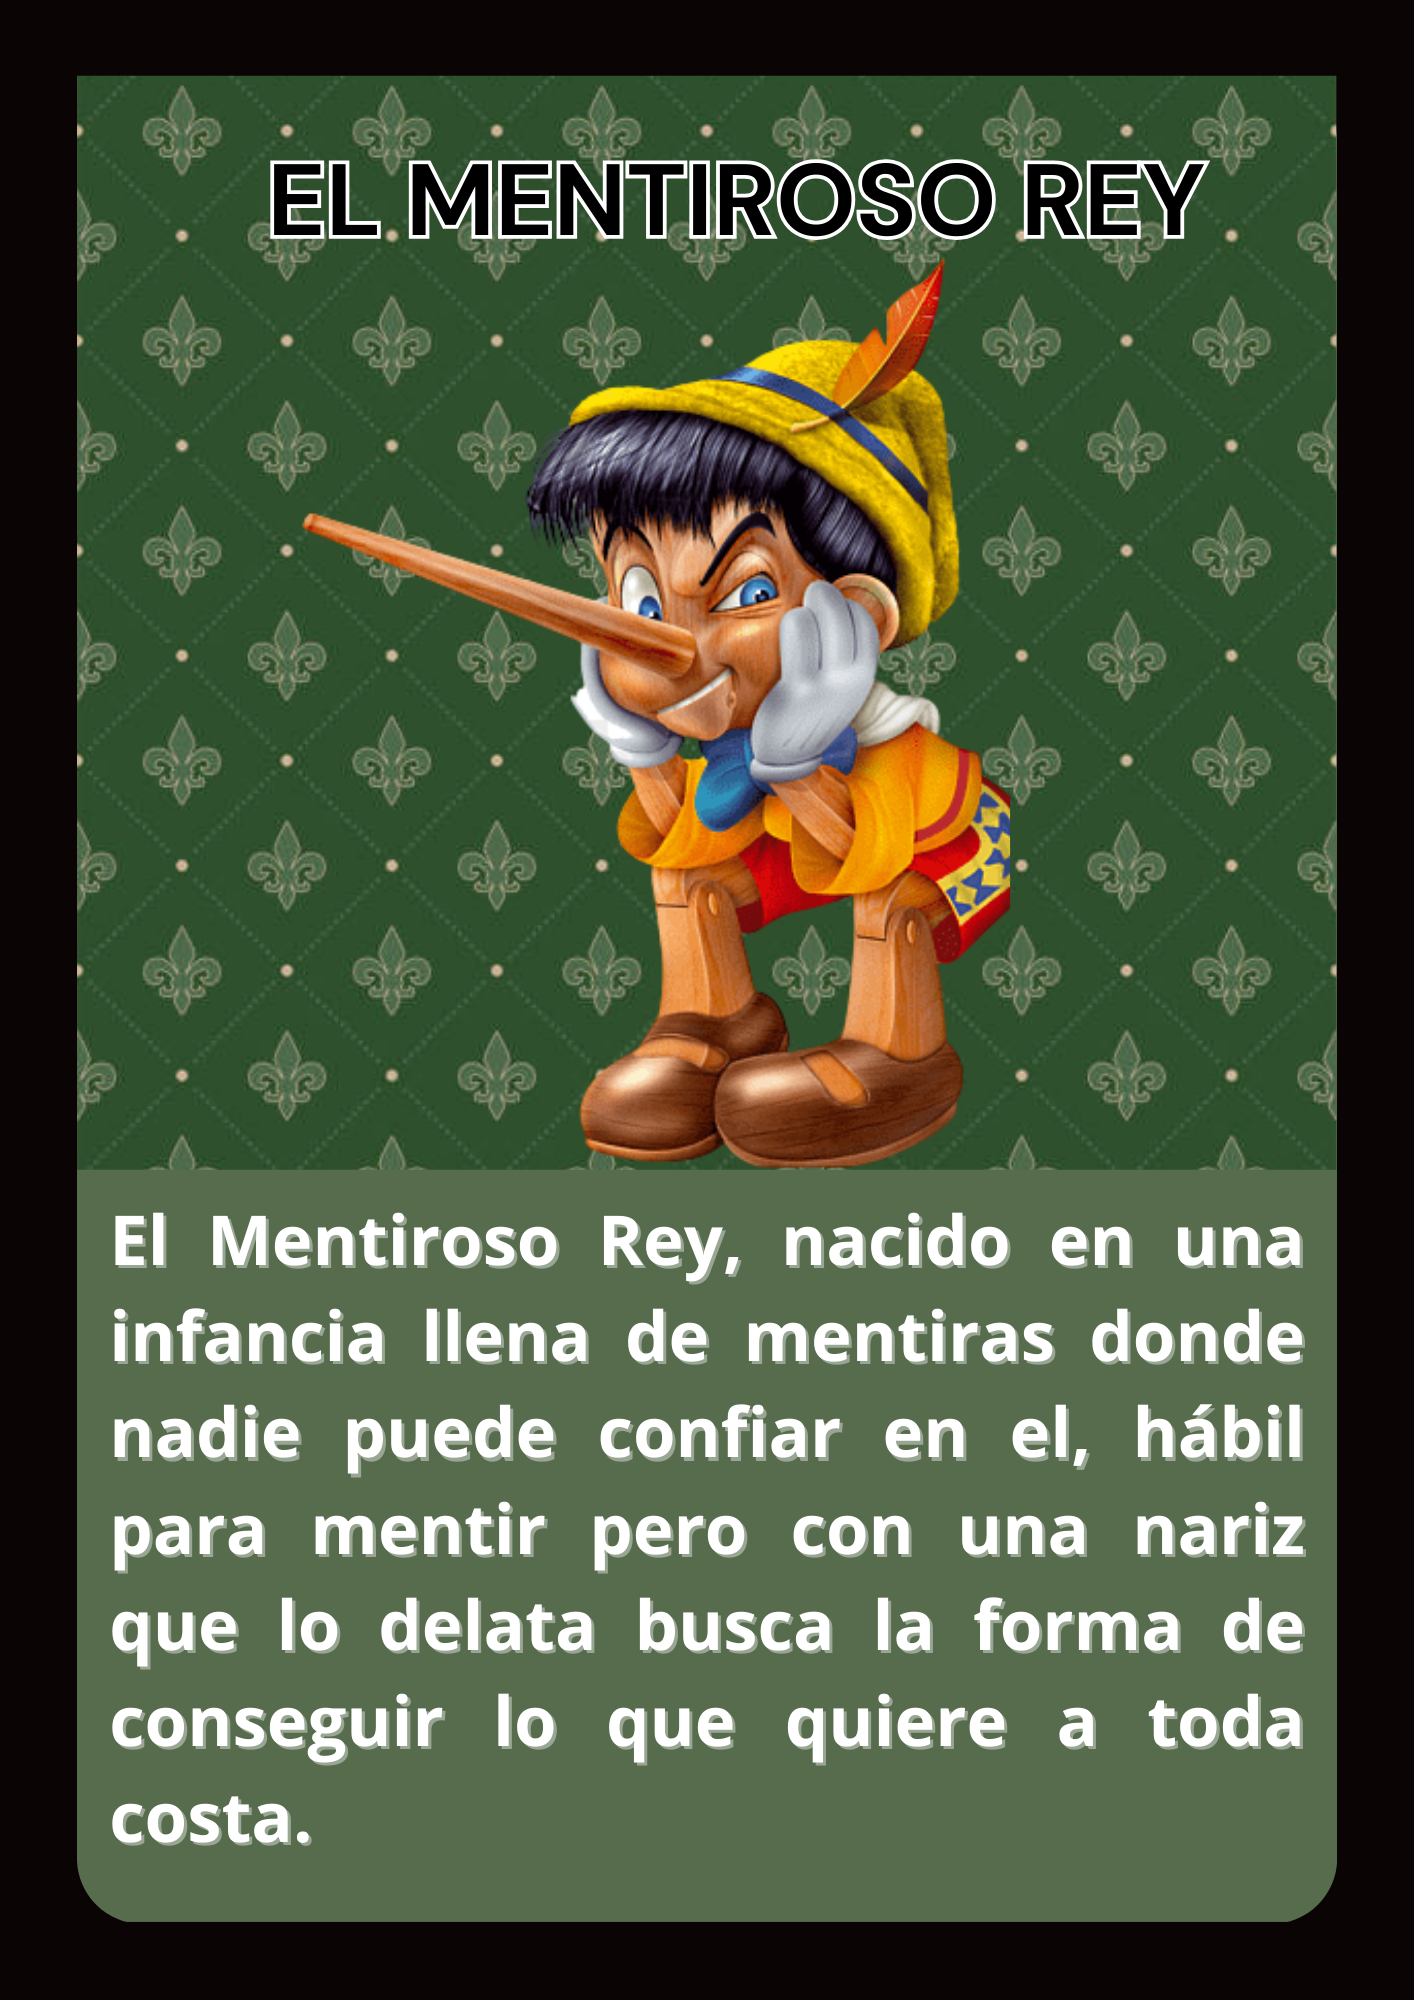 EL MENTIROSO REY
El Mentiroso Rey, nacido en una
infancia llena de mentiras donde
nadie puede confiar en el, hábil
para mentir pero con una nariz
que lo delata busca la forma de
conseguir lo que quiere a toda
costa.